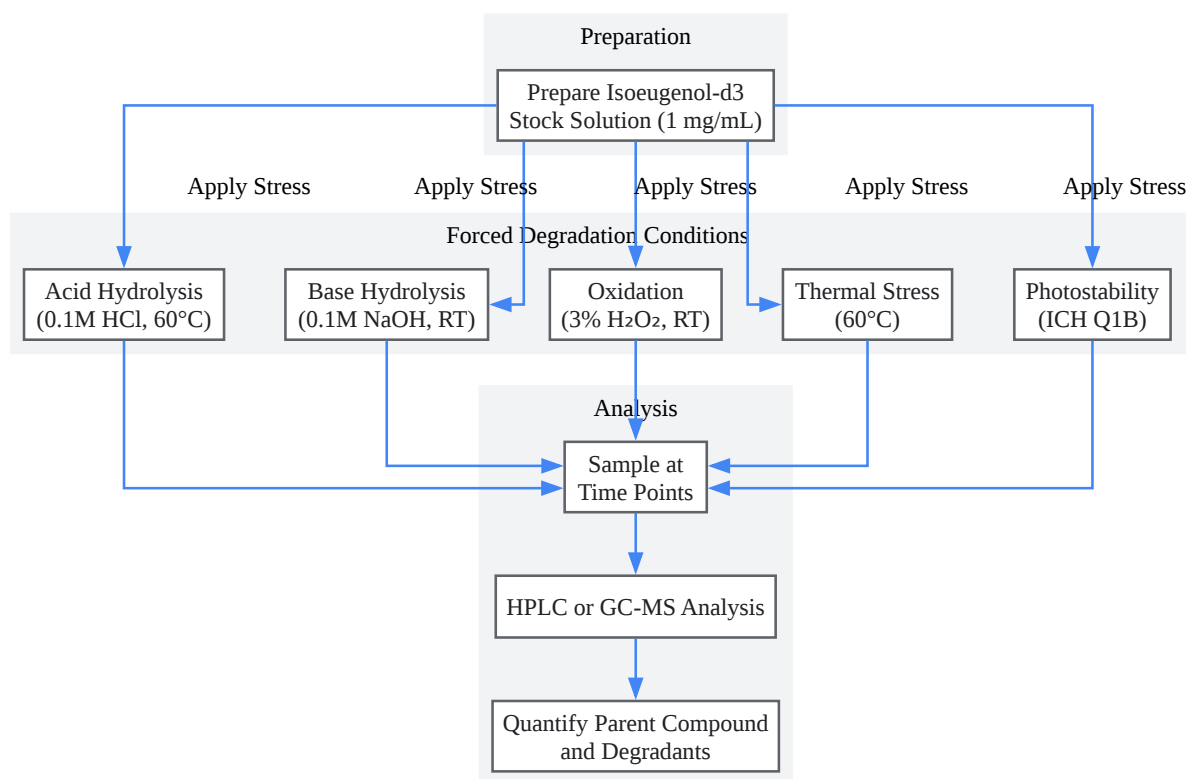 Preparation
Prepare Isoeugenol-d3
Stock Solution (1 mg/mL)
Apply Stress
Apply Stress
Apply Stress
Apply Stress
Apply Stress
Forced Degradation Conditions
Acid Hydrolysis
(0.1M HCl, 60°C)
Base Hydrolysis
(0.1M NaOH, RT)
Oxidation
(3% H₂O₂, RT)
Thermal Stress
(60°C)
Photostability
(ICH Q1B)
Analysis
Sample at
Time Points
HPLC or GC-MS Analysis
Quantify Parent Compound
and Degradants